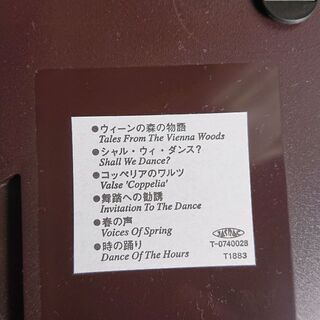 ●ウィーンの森の物語
Tales From The Vienna Woods
●シャル・ウィ・ダンス?
Shall We Dance?
●コッペリアのワルツ
Valse 'Coppelia'
●舞踏への勧誘
Invitation To The Dance
●春の声
Voices Of Spring
●時の踊り
Dance Of The Hours
T-0740028
T1883